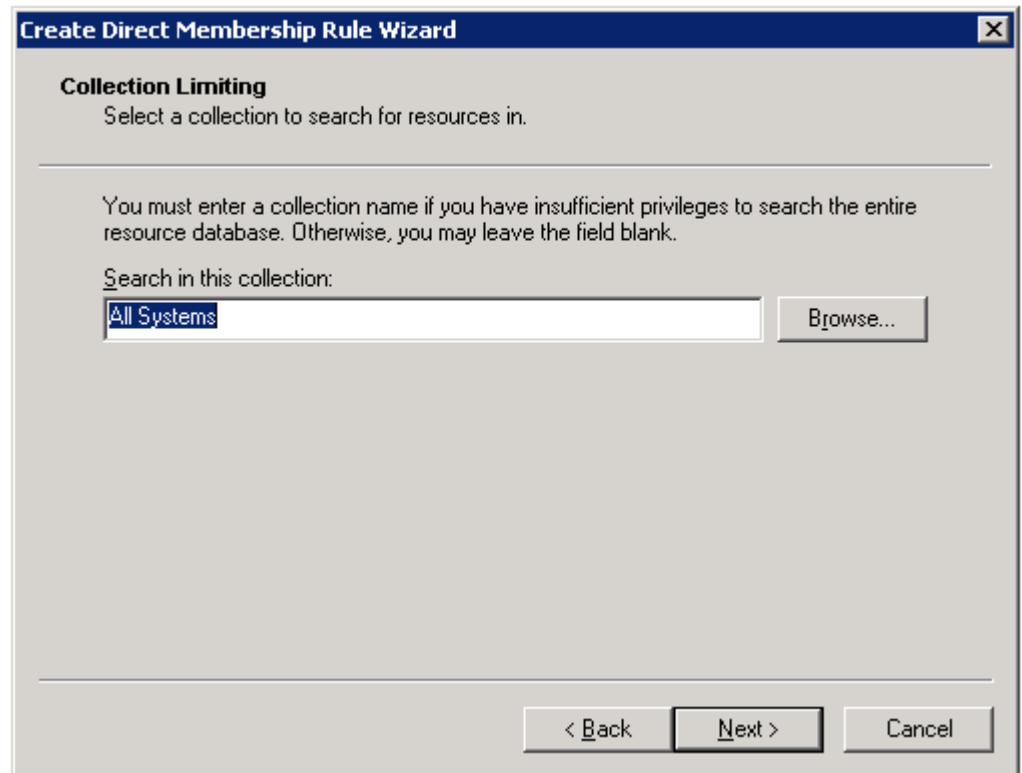 Create Direct Membership Rule Wizard
Collection Limiting
Select a collection to search for resources in.
You must enter a collection name if you have insufficient privileges to search the entire
resource database. Otherwise, you may leave the field blank.
Search in this collection:
All Systems
Browse...
< Back
Next >
Cancel